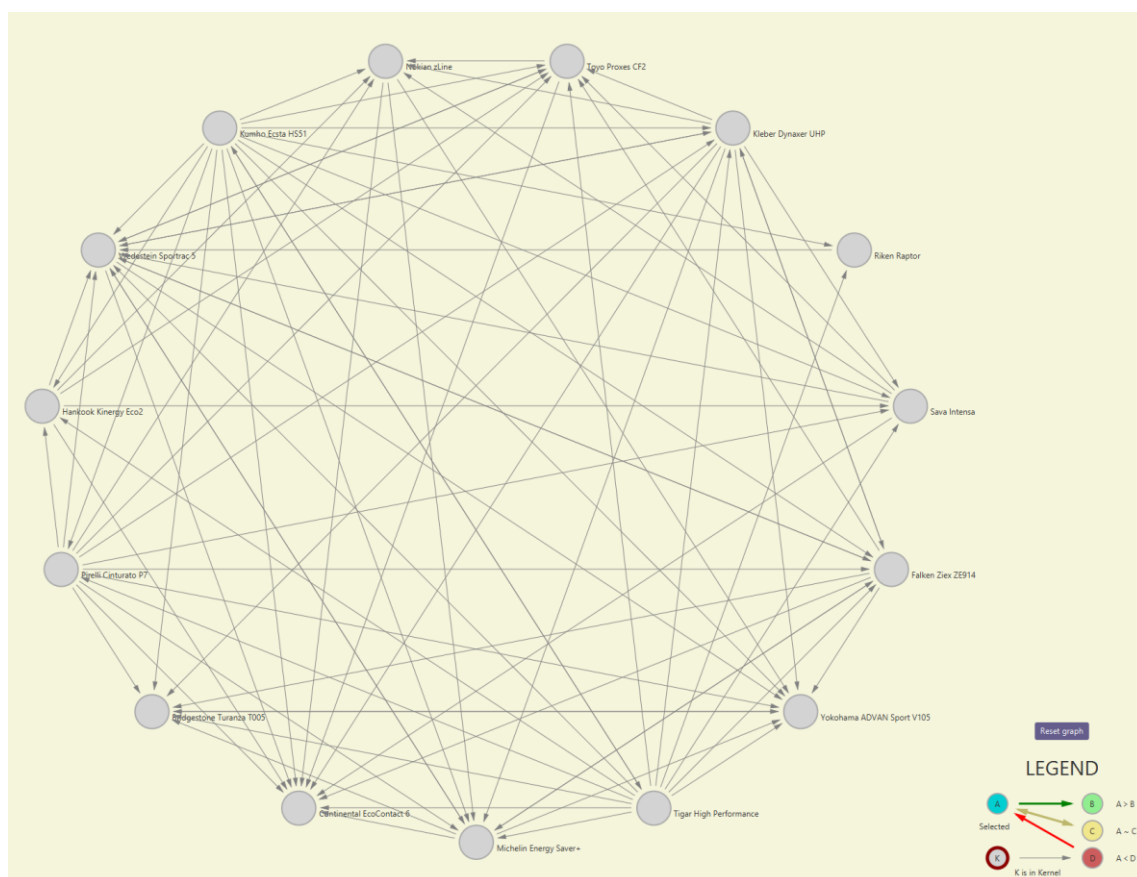 Nokian zLine
Toyo Proxes CF2
Kumho Ecsta HS51
Kleber Dynaxer UHP
Vredestein Sportrac 5
Riken Raptor
Hankook Kinergy Eco2
Sava Intensa
Pirelli Cinturato P7
Falken Ziex ZE914
Bridgestone Turanza T005
Yokohama ADVAN Sport V105
Continental EcoContact 6
Tigar High Performance
Michelin Energy Saver+
Reset graph
LEGEND
A B A > B
Selected
C A ~ C
K D A < D
K is in Kernel